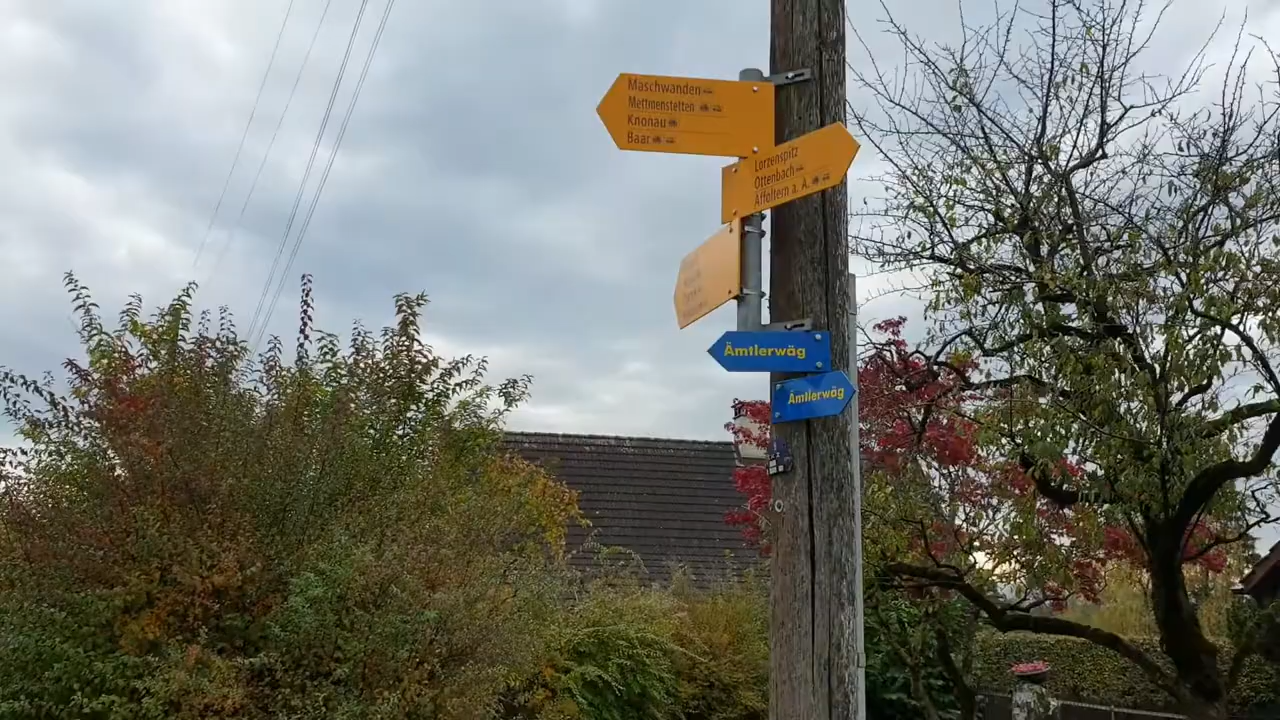 Maschwanden
Mettmenstetten
Knonau
Baar
Lorzenspitz
Ottenbach
Affoltern a. A.
Ämtlerwäg
Ämtlerwäg